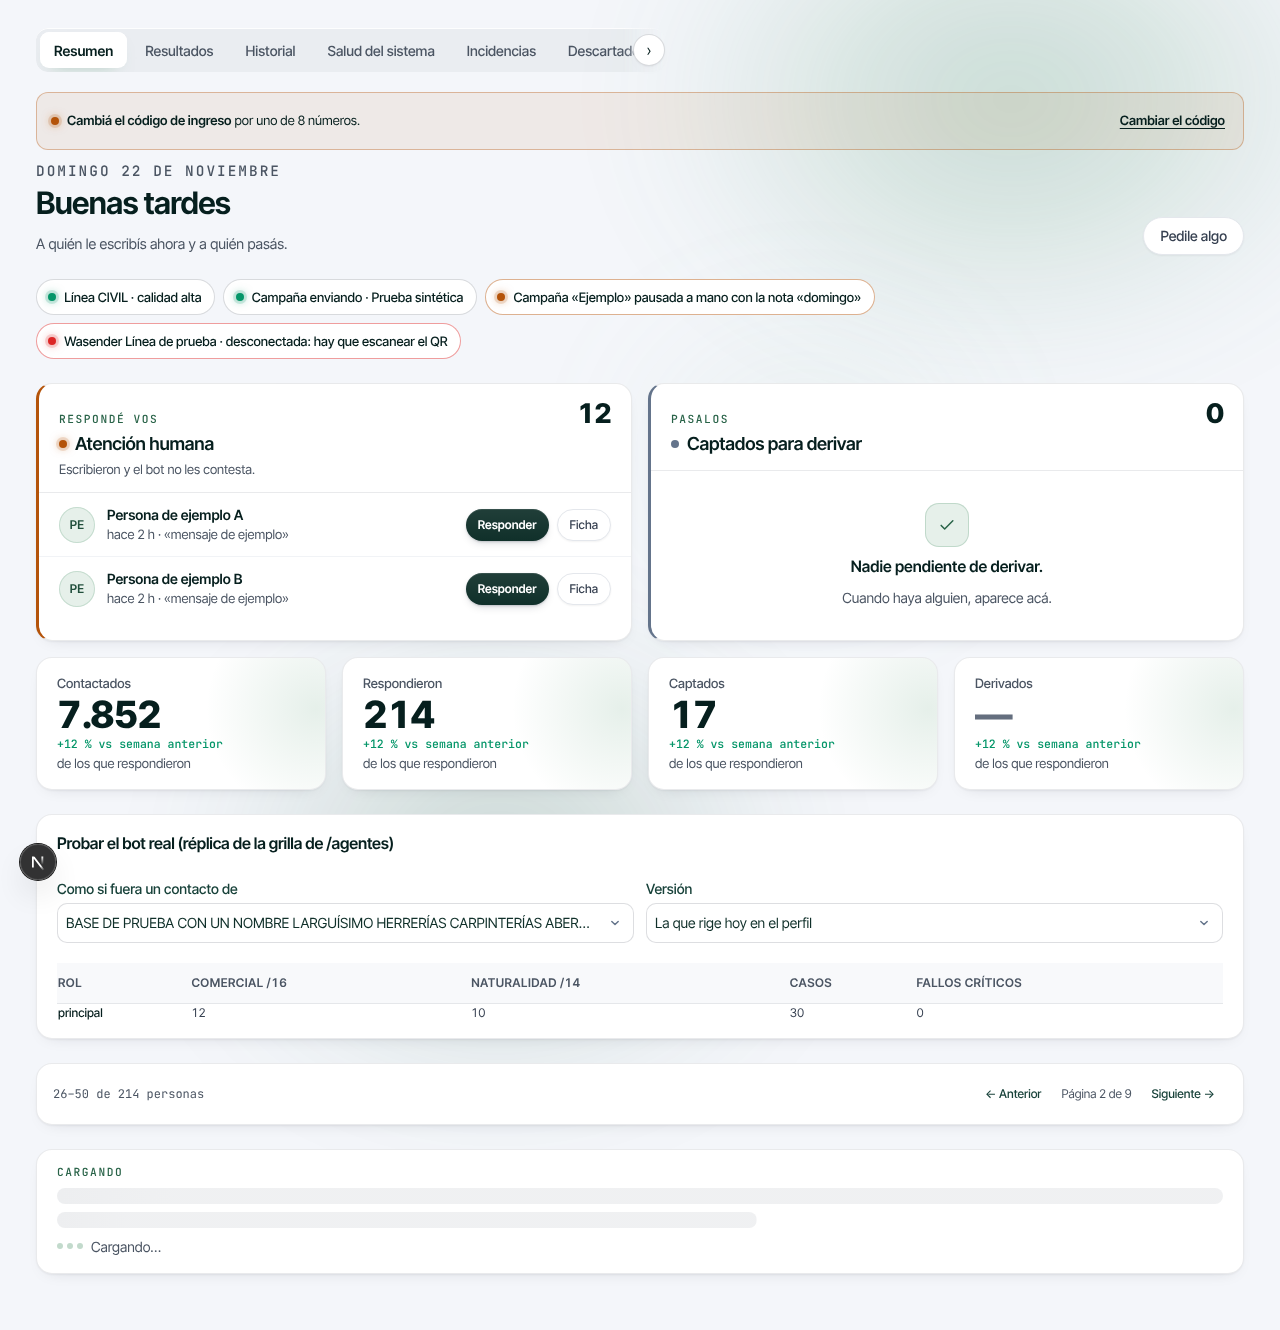 Resumen Resultados Historial Salud del sistema Incidencias Descartad ›
Cambiá el código de ingreso por uno de 8 números. Cambiar el código
DOMINGO 22 DE NOVIEMBRE
Buenas tardes
A quién le escribís ahora y a quién pasás.
Pedile algo
Línea CIVIL · calidad alta
Campaña enviando · Prueba sintética
Campaña «Ejemplo» pausada a mano con la nota «domingo»
Wasender Línea de prueba · desconectada: hay que escanear el QR
RESPONDÉ VOS
12
Atención humana
Escribieron y el bot no les contesta.
PE
Persona de ejemplo A
hace 2 h · «mensaje de ejemplo»
Responder
Ficha
PE
Persona de ejemplo B
hace 2 h · «mensaje de ejemplo»
Responder
Ficha
PASALOS
0
Captados para derivar
Nadie pendiente de derivar.
Cuando haya alguien, aparece acá.
Contactados
7.852
+12 % vs semana anterior
de los que respondieron
Respondieron
214
+12 % vs semana anterior
de los que respondieron
Captados
17
+12 % vs semana anterior
de los que respondieron
Derivados
—
+12 % vs semana anterior
de los que respondieron
Probar el bot real (réplica de la grilla de /agentes)
N
Como si fuera un contacto de
BASE DE PRUEBA CON UN NOMBRE LARGUÍSIMO HERRERÍAS CARPINTERÍAS ABER...
Versión
La que rige hoy en el perfil
ROL COMERCIAL /16 NATURALIDAD /14 CASOS FALLOS CRÍTICOS
principal 12 10 30 0
26–50 de 214 personas
← Anterior Página 2 de 9 Siguiente →
CARGANDO
Cargando...